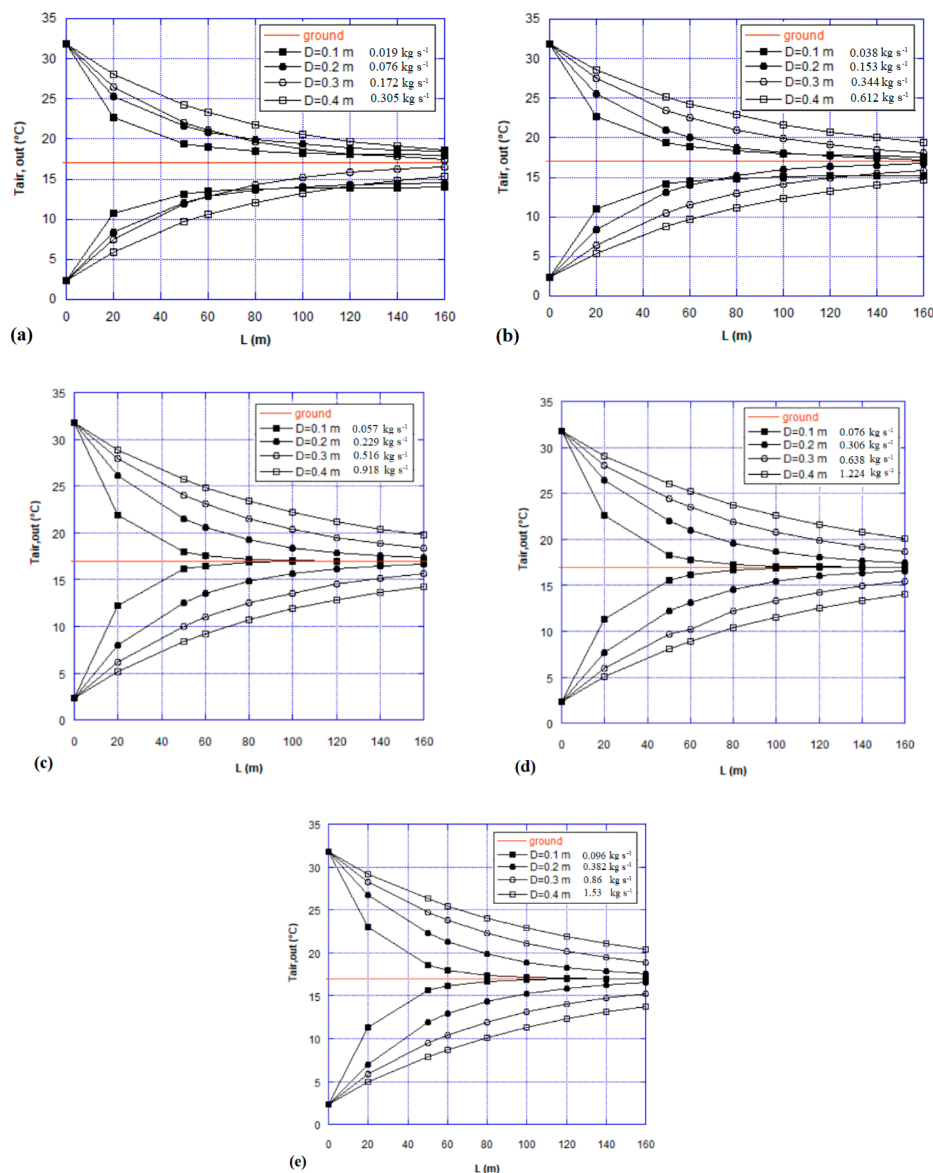 35
30
25
20
15
10
5
0
Tair, out (°C)
ground
D=0.1 m 0.019 kg s⁻¹
D=0.2 m 0.076 kg s⁻¹
D=0.3 m 0.172 kg s⁻¹
D=0.4 m 0.305 kg s⁻¹
0 20 40 60 80 100 120 140 160
L (m)
(a)
35
30
25
20
15
10
5
0
Tair, out (°C)
ground
D=0.1 m 0.038 kg s⁻¹
D=0.2 m 0.153 kg s⁻¹
D=0.3 m 0.344 kg s⁻¹
D=0.4 m 0.612 kg s⁻¹
0 20 40 60 80 100 120 140 160
L (m)
(b)
35
30
25
20
15
10
5
0
Tair,out (°C)
ground
D=0.1 m 0.057 kg s⁻¹
D=0.2 m 0.229 kg s⁻¹
D=0.3 m 0.516 kg s⁻¹
D=0.4 m 0.918 kg s⁻¹
0 20 40 60 80 100 120 140 160
L (m)
(c)
35
30
25
20
15
10
5
0
Tair,out (°C)
ground
D=0.1 m 0.076 kg s⁻¹
D=0.2 m 0.306 kg s⁻¹
D=0.3 m 0.638 kg s⁻¹
D=0.4 m 1.224 kg s⁻¹
0 20 40 60 80 100 120 140 160
L (m)
(d)
35
30
25
20
15
10
5
0
Tair,out (°C)
ground
D=0.1 m 0.096 kg s⁻¹
D=0.2 m 0.382 kg s⁻¹
D=0.3 m 0.86 kg s⁻¹
D=0.4 m 1.53 kg s⁻¹
0 20 40 60 80 100 120 140 160
L (m)
(e)